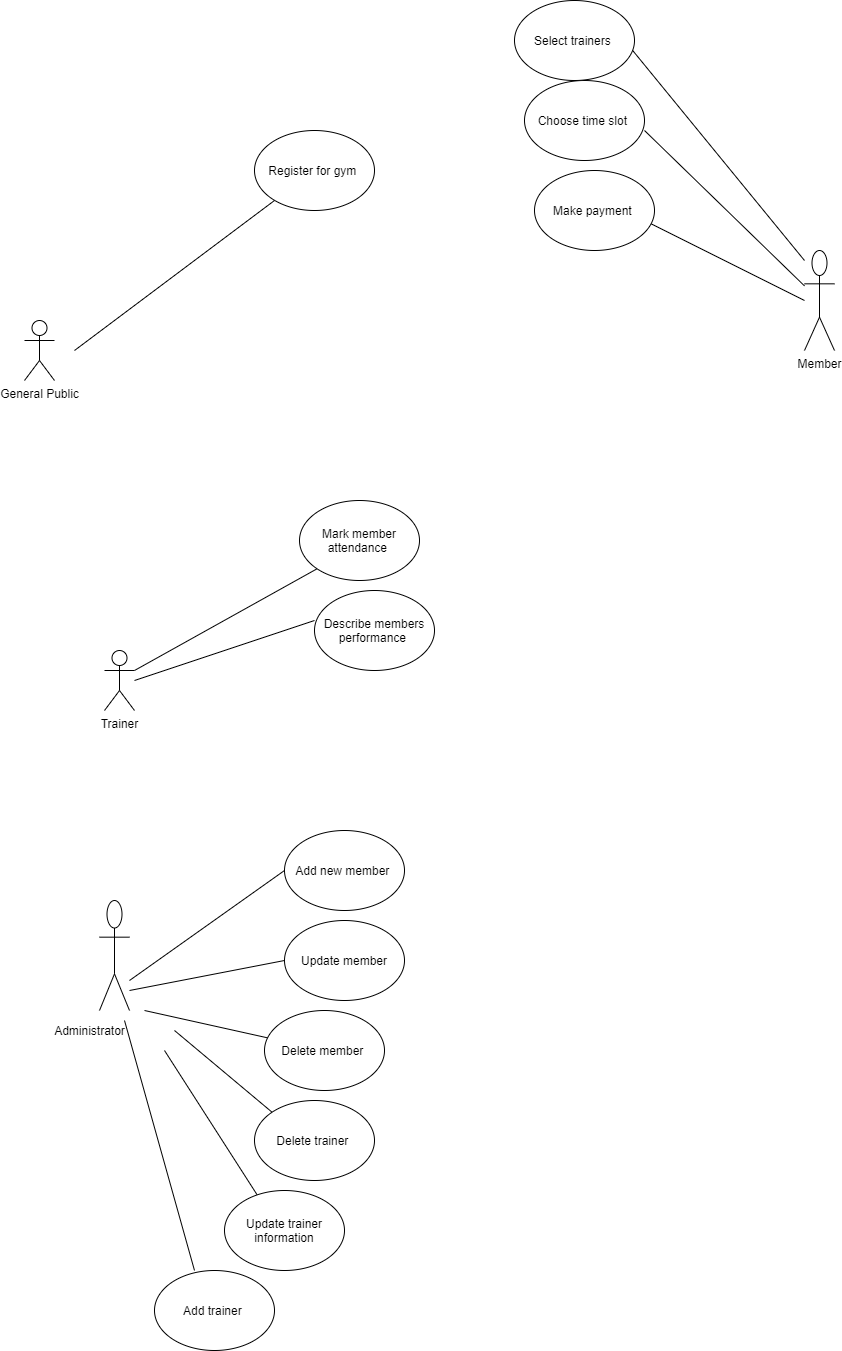 Select trainers
Choose time slot
Register for gym
Make payment
Member
General Public
Mark member
attendance
Describe members
performance
Trainer
Add new member
Update member
Administrator
Delete member
Delete trainer
Update trainer
information
Add trainer